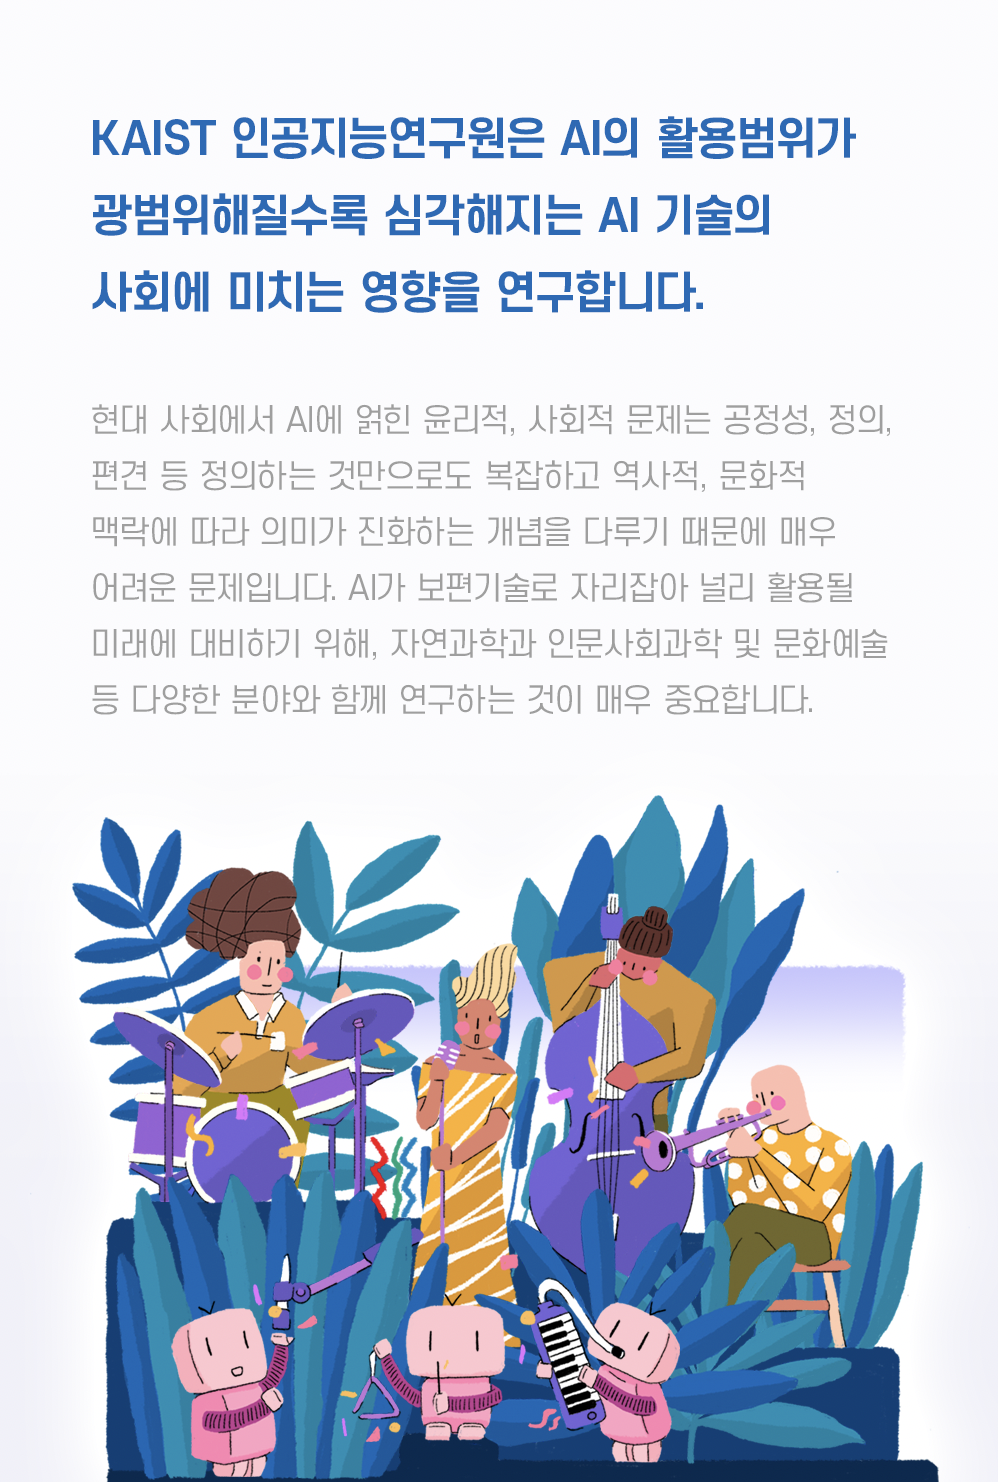 KAIST 인공지능연구원은 AI의 활용범위가
광범위해질수록 심각해지는 AI 기술의
사회에 미치는 영향을 연구합니다.
현대 사회에서 AI에 얽힌 윤리적, 사회적 문제는 공정성, 정의,
편견 등 정의하는 것만으로도 복잡하고 역사적, 문화적
맥락에 따라 의미가 진화하는 개념을 다루기 때문에 매우
어려운 문제입니다. AI가 보편기술로 자리잡아 널리 활용될
미래에 대비하기 위해, 자연과학과 인문사회과학 및 문화예술
등 다양한 분야와 함께 연구하는 것이 매우 중요합니다.